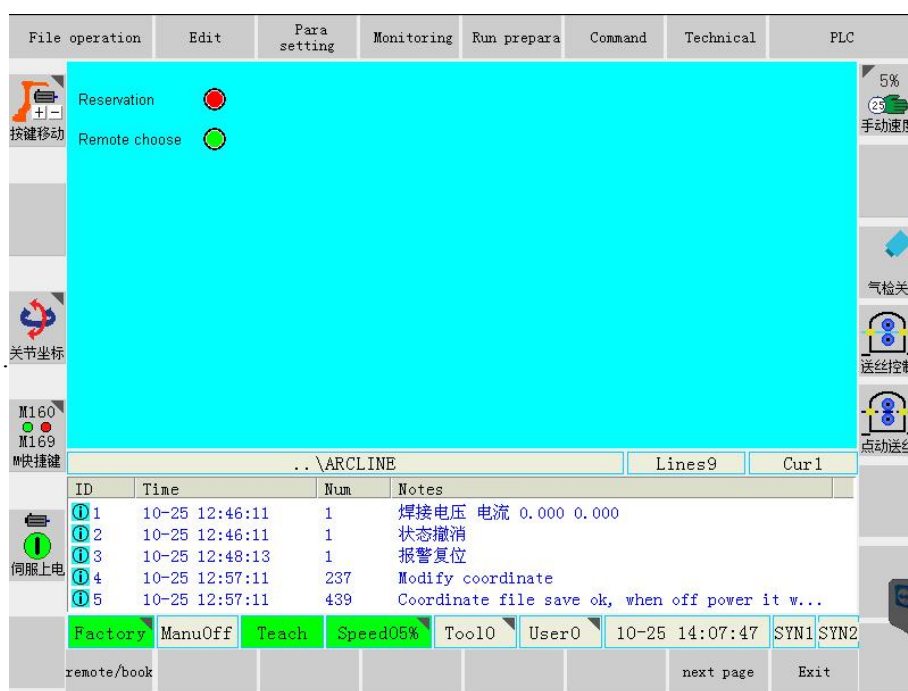 File operation Edit Para setting Monitoring Run prepara Command Technical PLC
按键移动
Reservation
Remote choose
5%
25
手动速度
气检关
关节坐标
送丝控制
M160
M169
M快捷键
点动送丝
..\ARCLINE Lines9 Cur1
ID Time Num Notes
1 10-25 12:46:11 1 焊接电压 电流 0.000 0.000
2 10-25 12:46:11 1 状态撤消
3 10-25 12:48:13 1 报警复位
4 10-25 12:57:11 237 Modify coordinate
5 10-25 12:57:11 439 Coordinate file save ok, when off power it w...
伺服上电
Factory ManuOff Teach Speed05% Tool0 User0 10-25 14:07:47 SYN1 SYN2
remote/book next page Exit